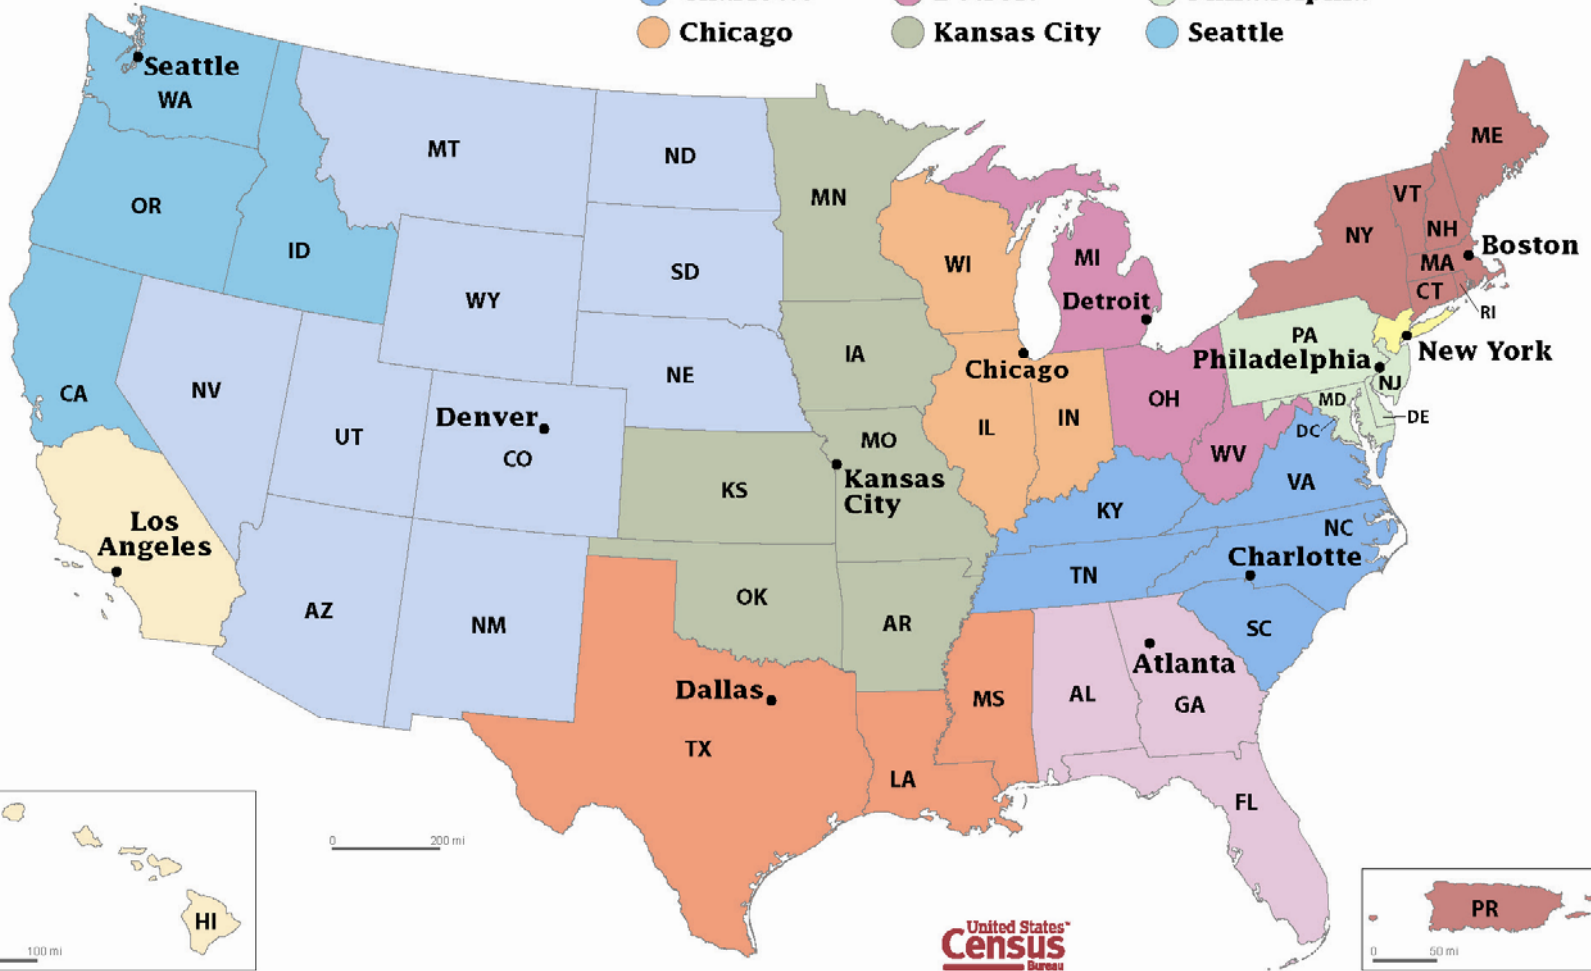 Chicago
Kansas City
Seattle
Seattle
WA
OR
ID
MT
ND
MN
WI
MI
Detroit
ME
VT
NH
NY
MA
Boston
CT
RI
SD
WY
CA
NV
UT
Denver
CO
NE
IA
Chicago
IL
IN
OH
PA
Philadelphia
New York
NJ
MD
DE
DC
WV
VA
KS
MO
Kansas
City
KY
NC
Charlotte
TN
SC
Los
Angeles
AZ
NM
OK
AR
Dallas
TX
LA
MS
AL
Atlanta
GA
FL
0 200 mi
HI
100 mi
United States™
Census
Bureau
PR
0 50 mi